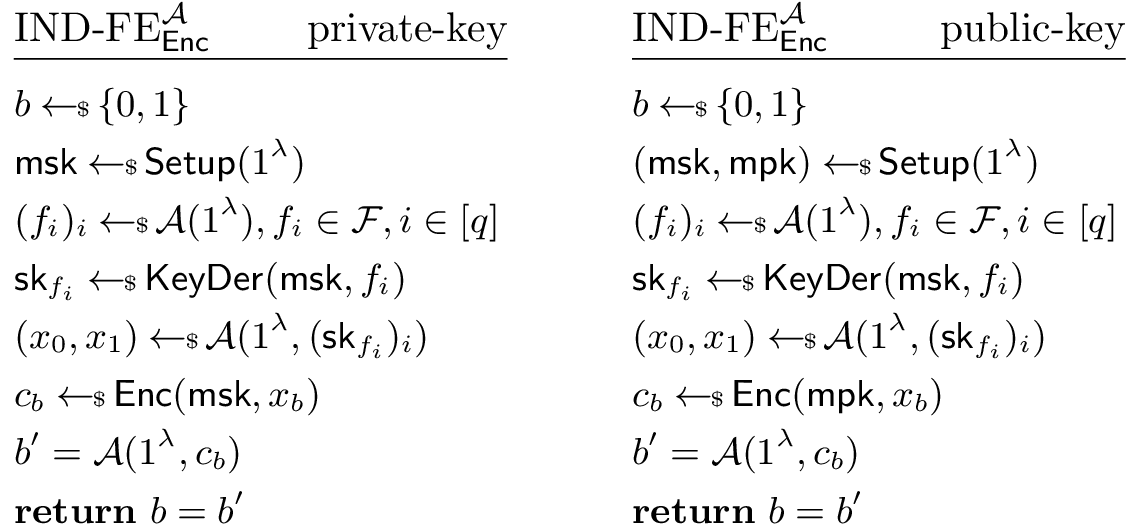 IND-FE^𝒜_Enc private-key
b ←$ {0, 1}
msk ←$ Setup(1^λ)
(f_i)_i ←$ 𝒜(1^λ), f_i ∈ ℱ, i ∈ [q]
sk_{f_i} ←$ KeyDer(msk, f_i)
(x_0, x_1) ←$ 𝒜(1^λ, (sk_{f_i})_i)
c_b ←$ Enc(msk, x_b)
b′ = 𝒜(1^λ, c_b)
return b = b′
IND-FE^𝒜_Enc public-key
b ←$ {0, 1}
(msk, mpk) ←$ Setup(1^λ)
(f_i)_i ←$ 𝒜(1^λ), f_i ∈ ℱ, i ∈ [q]
sk_{f_i} ←$ KeyDer(msk, f_i)
(x_0, x_1) ←$ 𝒜(1^λ, (sk_{f_i})_i)
c_b ←$ Enc(mpk, x_b)
b′ = 𝒜(1^λ, c_b)
return b = b′